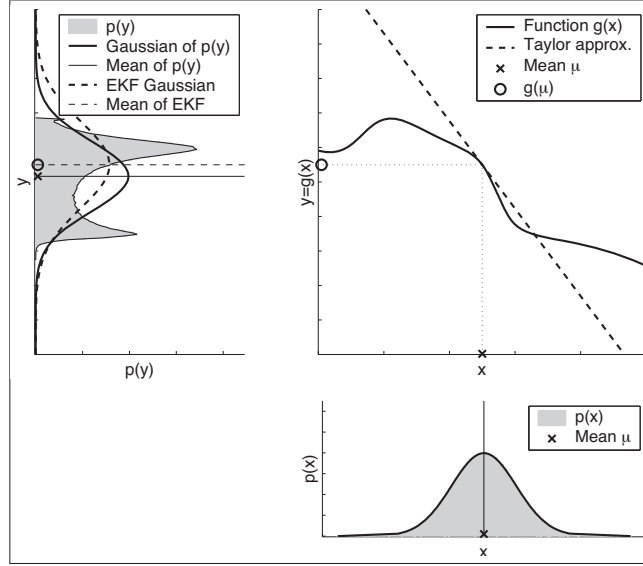 p(y)
Gaussian of p(y)
Mean of p(y)
EKF Gaussian
Mean of EKF
y
p(y)
Function g(x)
Taylor approx.
Mean μ
g(μ)
y=g(x)
x
p(x)
Mean μ
p(x)
x